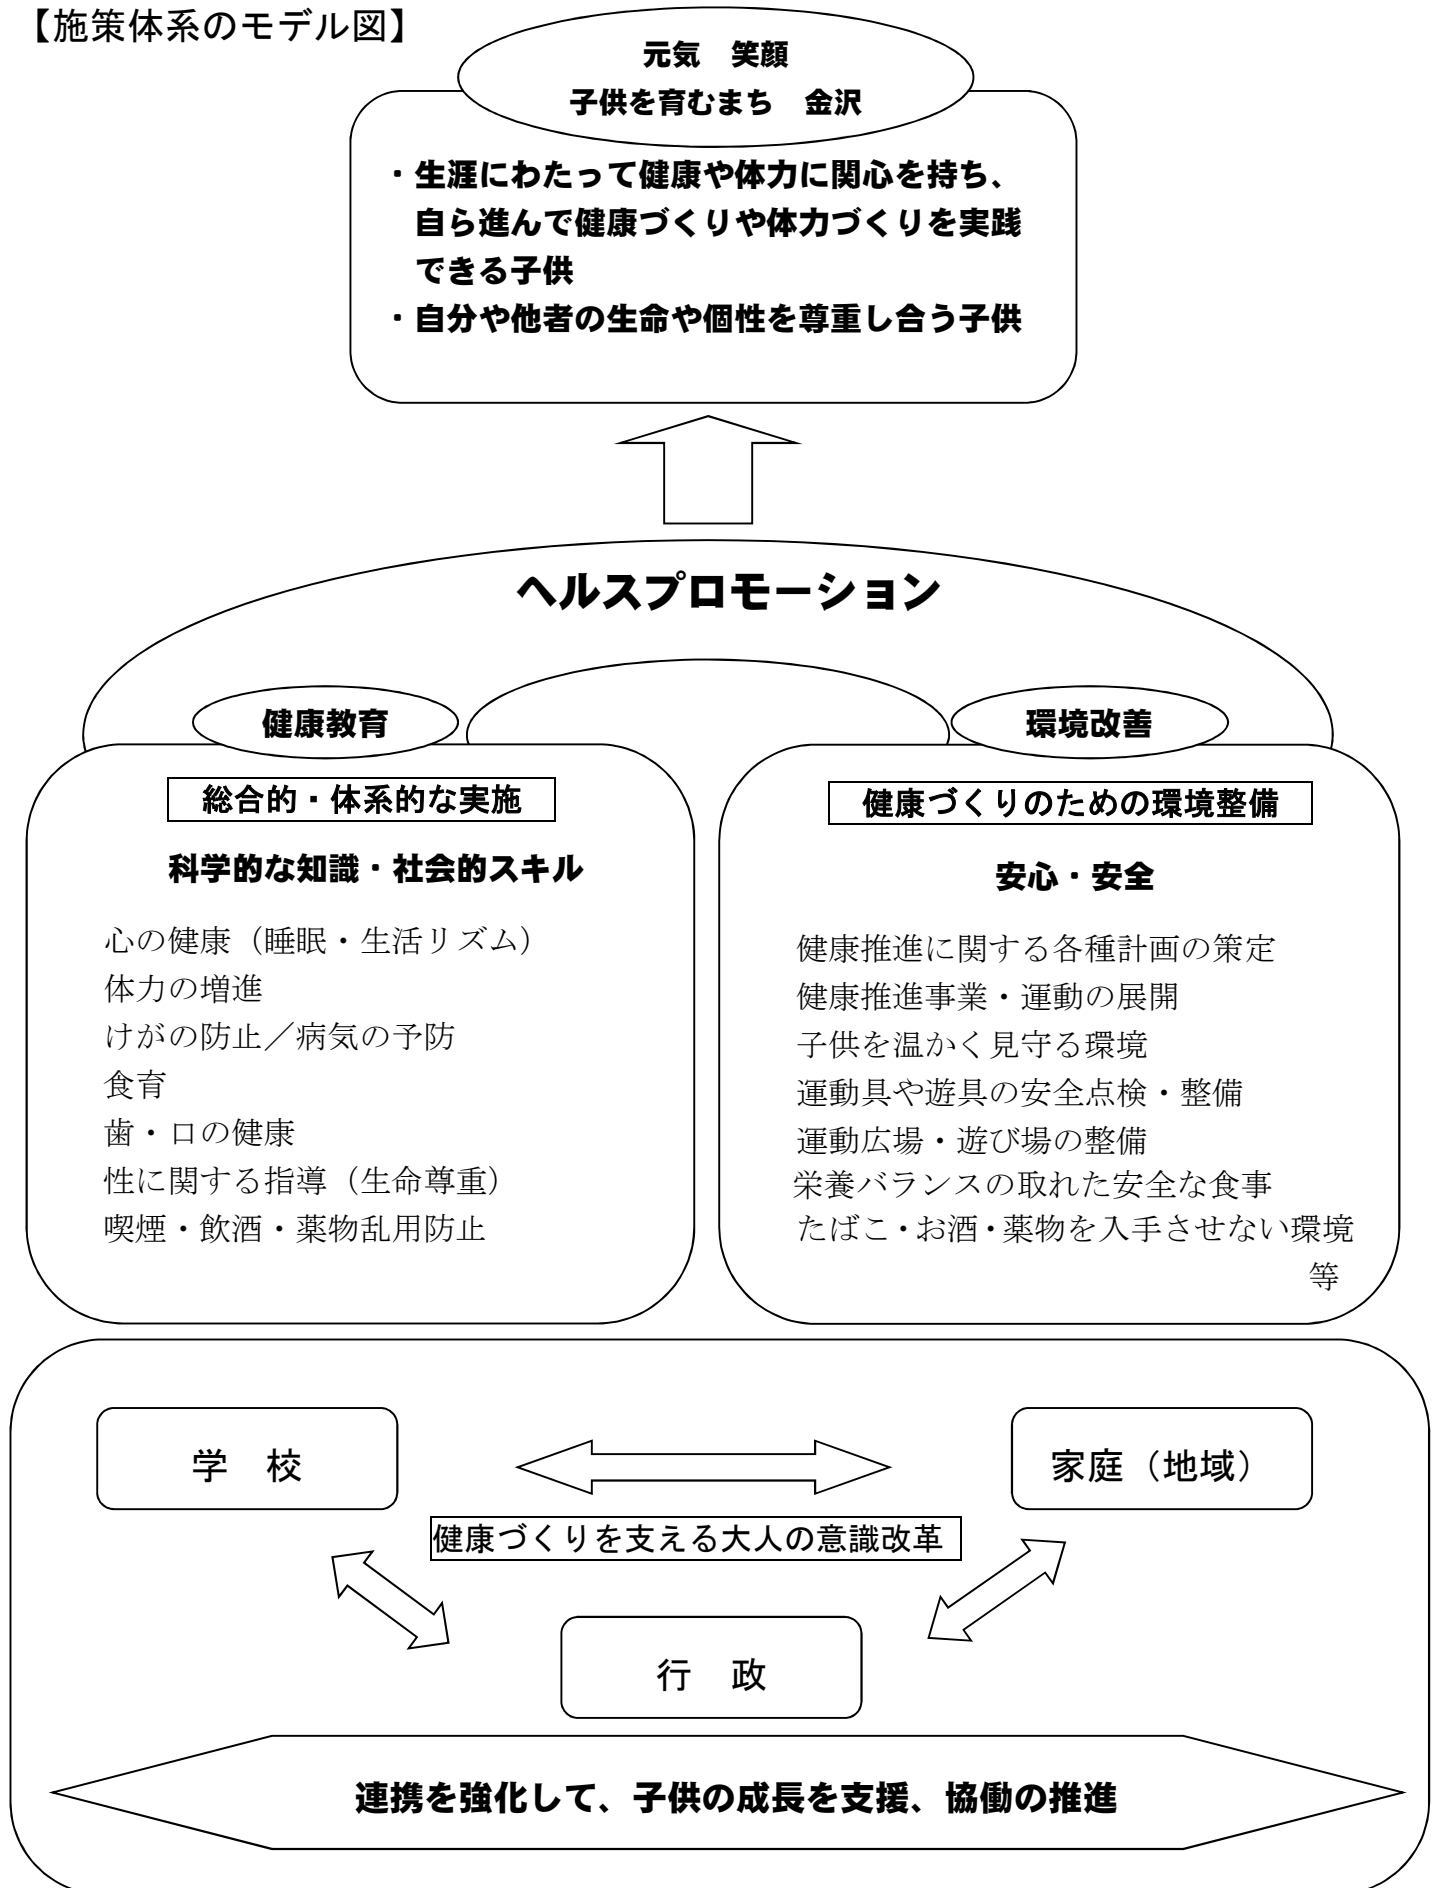 【施策体系のモデル図】
元気　笑顔
子供を育むまち　金沢
・生涯にわたって健康や体力に関心を持ち、
自ら進んで健康づくりや体力づくりを実践
できる子供
・自分や他者の生命や個性を尊重し合う子供
ヘルスプロモーション
健康教育
総合的・体系的な実施
科学的な知識・社会的スキル
心の健康（睡眠・生活リズム）
体力の増進
けがの防止／病気の予防
食育
歯・口の健康
性に関する指導（生命尊重）
喫煙・飲酒・薬物乱用防止
環境改善
健康づくりのための環境整備
安心・安全
健康推進に関する各種計画の策定
健康推進事業・運動の展開
子供を温かく見守る環境
運動具や遊具の安全点検・整備
運動広場・遊び場の整備
栄養バランスの取れた安全な食事
たばこ・お酒・薬物を入手させない環境
等
学　校
家庭（地域）
健康づくりを支える大人の意識改革
行　政
連携を強化して、子供の成長を支援、協働の推進